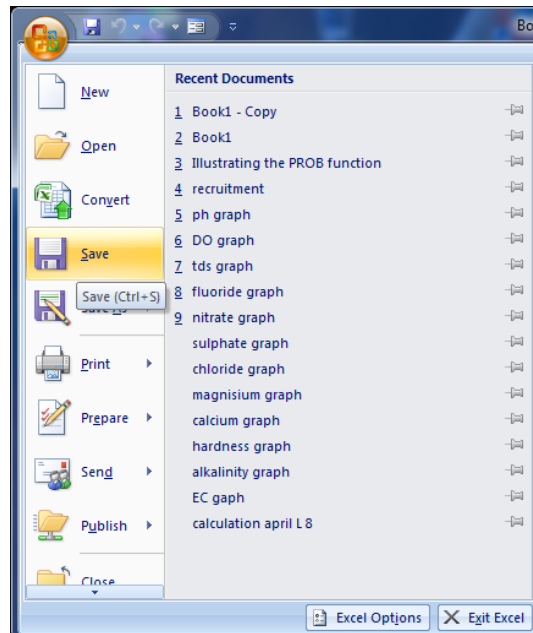 Bo
New
Open
Convert
Save
Save (Ctrl+S)
Save As
Print
Prepare
Send
Publish
Close
Recent Documents
1 Book1 - Copy
2 Book1
3 Illustrating the PROB function
4 recruitment
5 ph graph
6 DO graph
7 tds graph
8 fluoride graph
9 nitrate graph
sulphate graph
chloride graph
magnisium graph
calcium graph
hardness graph
alkalinity graph
EC gaph
calculation april L 8
Excel Options
Exit Excel